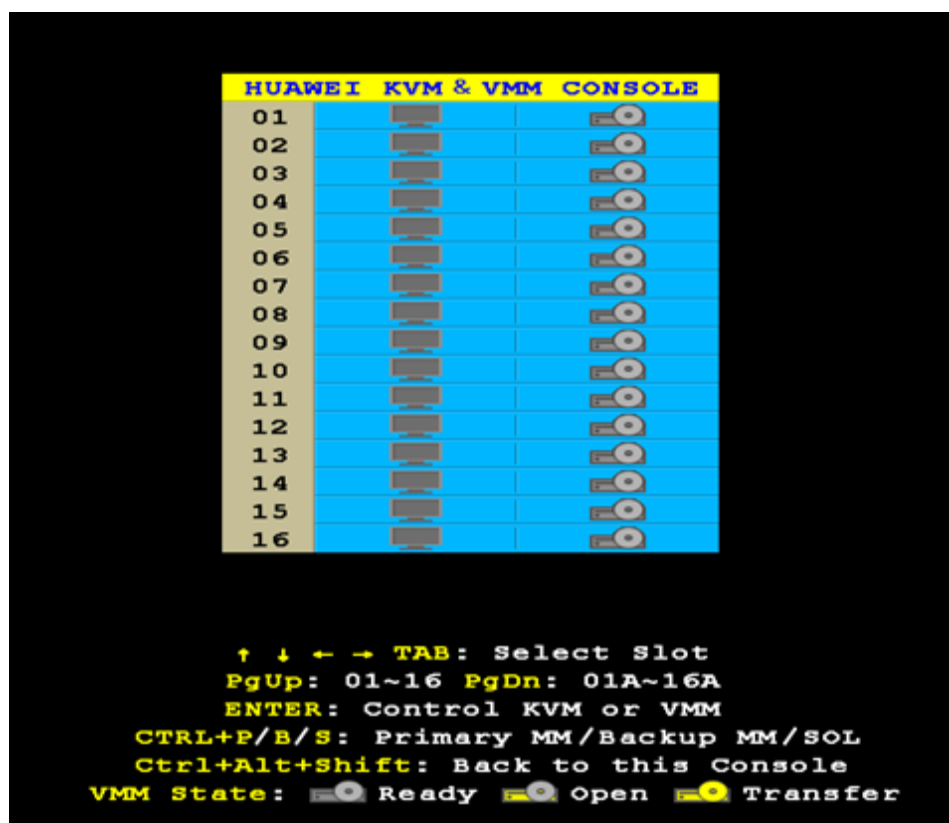 HUAWEI KVM & VMM CONSOLE
01
02
03
04
05
06
07
08
09
10
11
12
13
14
15
16
↑ ↓ ← → TAB: Select Slot
PgUp: 01~16 PgDn: 01A~16A
ENTER: Control KVM or VMM
CTRL+P/B/S: Primary MM/Backup MM/SOL
Ctrl+Alt+Shift: Back to this Console
VMM State: Ready Open Transfer